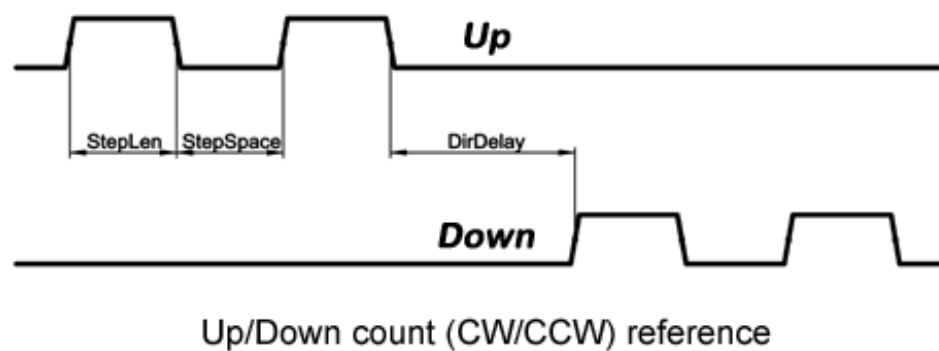 Up
StepLen StepSpace DirDelay
Down
Up/Down count (CW/CCW) reference